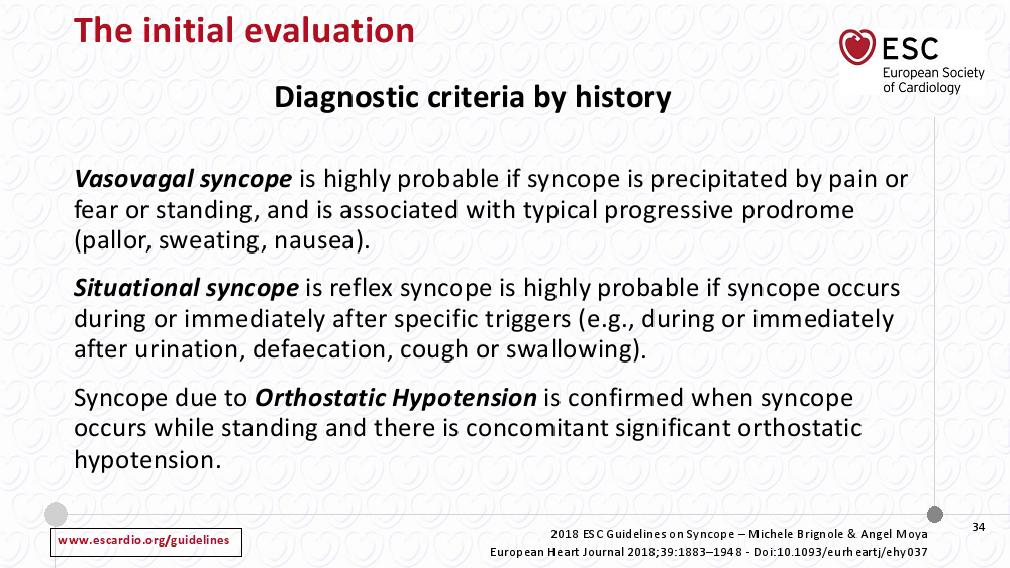 The initial evaluation
ESC
European Society
of Cardiology
Diagnostic criteria by history
Vasovagal syncope is highly probable if syncope is precipitated by pain or
fear or standing, and is associated with typical progressive prodrome
(pallor, sweating, nausea).
Situational syncope is reflex syncope is highly probable if syncope occurs
during or immediately after specific triggers (e.g., during or immediately
after urination, defaecation, cough or swallowing).
Syncope due to Orthostatic Hypotension is confirmed when syncope
occurs while standing and there is concomitant significant orthostatic
hypotension.
www.escardio.org/guidelines
2018 ESC Guidelines on Syncope – Michele Brignole & Angel Moya
European Heart Journal 2018;39:1883–1948 - Doi:10.1093/eurheartj/ehy037
34